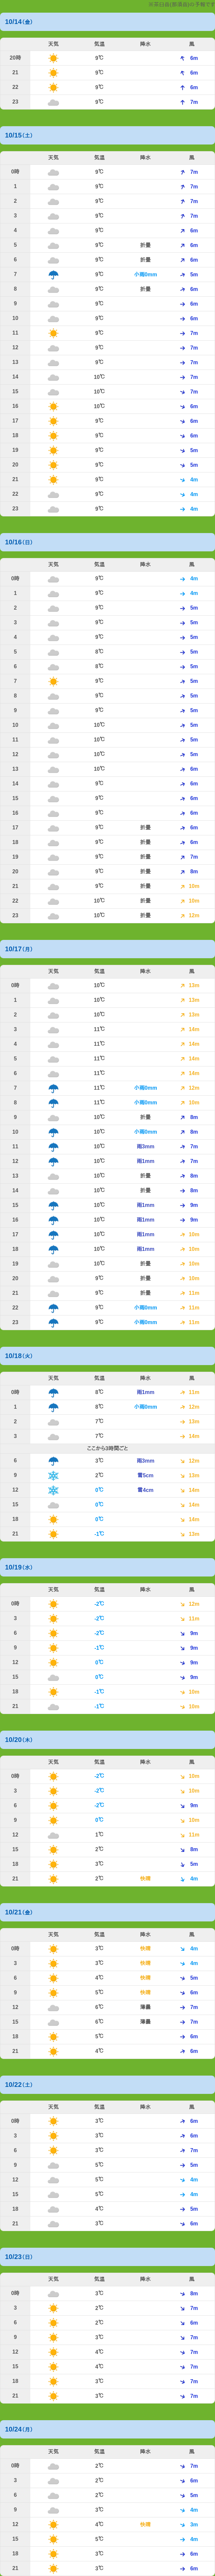 10/14(金)
天気 気温 降水 風
20時 9℃ 6m
21 9℃ 6m
22 9℃ 6m
23 9℃ 7m
10/15(土)
天気 気温 降水 風
0時 9℃ 7m
1 9℃ 7m
2 9℃ 7m
3 9℃ 7m
4 9℃ 6m
5 9℃ 折曇 6m
6 9℃ 折曇 6m
7 9℃ 小雨0mm 5m
8 9℃ 折曇 6m
9 9℃ 6m
10 9℃ 6m
11 9℃ 7m
12 9℃ 7m
13 9℃ 7m
14 10℃ 7m
15 10℃ 7m
16 10℃ 6m
17 9℃ 6m
18 9℃ 6m
19 9℃ 5m
20 9℃ 5m
21 9℃ 4m
22 9℃ 4m
23 9℃ 4m
10/16(日)
天気 気温 降水 風
0時 9℃ 4m
1 9℃ 4m
2 9℃ 5m
3 9℃ 5m
4 9℃ 5m
5 8℃ 5m
6 8℃ 5m
7 9℃ 5m
8 9℃ 5m
9 9℃ 5m
10 10℃ 5m
11 10℃ 5m
12 10℃ 5m
13 10℃ 6m
14 9℃ 6m
15 9℃ 6m
16 9℃ 6m
17 9℃ 折曇 6m
18 9℃ 折曇 6m
19 9℃ 折曇 7m
20 9℃ 折曇 8m
21 9℃ 折曇 10m
22 10℃ 折曇 10m
23 10℃ 折曇 12m
10/17(月)
天気 気温 降水 風
0時 10℃ 13m
1 10℃ 13m
2 10℃ 13m
3 11℃ 14m
4 11℃ 14m
5 11℃ 14m
6 11℃ 14m
7 11℃ 小雨0mm 12m
8 11℃ 小雨0mm 10m
9 10℃ 折曇 8m
10 10℃ 小雨0mm 8m
11 10℃ 雨3mm 7m
12 10℃ 雨1mm 7m
13 10℃ 折曇 8m
14 10℃ 折曇 8m
15 10℃ 雨1mm 9m
16 10℃ 雨1mm 9m
17 10℃ 雨1mm 10m
18 10℃ 雨1mm 10m
19 10℃ 折曇 10m
20 9℃ 折曇 10m
21 9℃ 折曇 11m
22 9℃ 小雨0mm 11m
23 9℃ 小雨0mm 11m
10/18(火)
天気 気温 降水 風
0時 8℃ 雨1mm 11m
1 8℃ 小雨0mm 12m
2 7℃ 13m
3 7℃ 14m
ここから3時間ごと
6 3℃ 雨3mm 12m
9 2℃ 雪5cm 13m
12 0℃ 雪4cm 14m
15 0℃ 14m
18 0℃ 14m
21 -1℃ 13m
10/19(水)
天気 気温 降水 風
0時 -2℃ 12m
3 -2℃ 11m
6 -2℃ 9m
9 -1℃ 9m
12 0℃ 9m
15 0℃ 9m
18 -1℃ 10m
21 -1℃ 10m
10/20(木)
天気 気温 降水 風
0時 -2℃ 10m
3 -2℃ 10m
6 -2℃ 9m
9 0℃ 10m
12 1℃ 11m
15 2℃ 8m
18 3℃ 5m
21 2℃ 快晴 4m
10/21(金)
天気 気温 降水 風
0時 3℃ 快晴 4m
3 3℃ 快晴 4m
6 4℃ 快晴 5m
9 5℃ 快晴 6m
12 6℃ 薄曇 7m
15 6℃ 薄曇 7m
18 5℃ 6m
21 4℃ 6m
10/22(土)
天気 気温 降水 風
0時 3℃ 6m
3 3℃ 6m
6 3℃ 7m
9 5℃ 5m
12 5℃ 4m
15 5℃ 4m
18 4℃ 5m
21 3℃ 6m
10/23(日)
天気 気温 降水 風
0時 3℃ 8m
3 2℃ 7m
6 2℃ 6m
9 3℃ 7m
12 4℃ 7m
15 4℃ 7m
18 3℃ 7m
21 3℃ 7m
10/24(月)
天気 気温 降水 風
0時 2℃ 7m
3 2℃ 6m
6 2℃ 5m
9 3℃ 4m
12 4℃ 快晴 3m
15 5℃ 4m
18 3℃ 6m
21 3℃ 6m